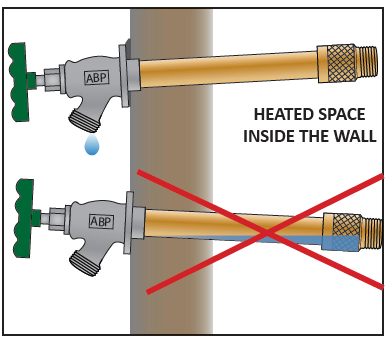 ABP
HEATED SPACE
INSIDE THE WALL
ABP